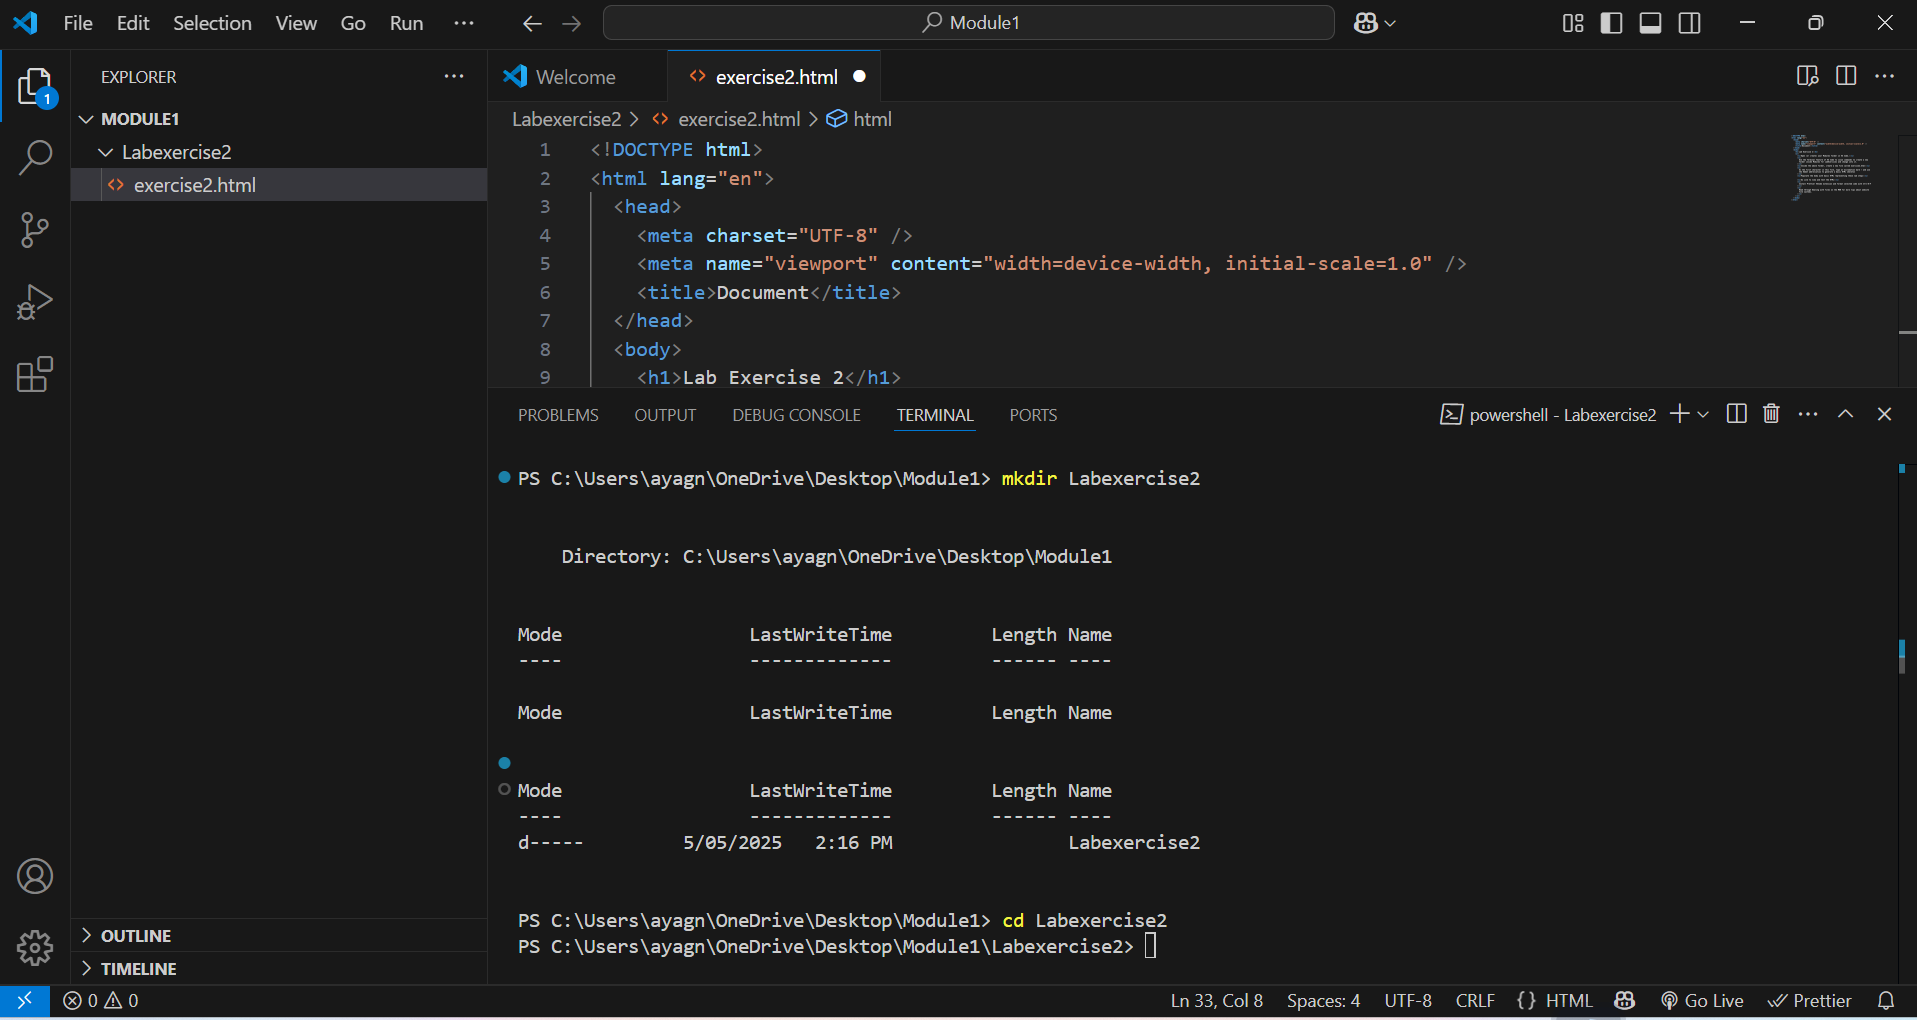 File Edit Selection View Go Run ··· Module1
EXPLORER ···
MODULE1
Labexercise2
exercise2.html
1
Welcome exercise2.html
Labexercise2 > exercise2.html > html
1 <!DOCTYPE html>
2 <html lang="en">
3 <head>
4 <meta charset="UTF-8" />
5 <meta name="viewport" content="width=device-width, initial-scale=1.0" />
6 <title>Document</title>
7 </head>
8 <body>
9 <h1>Lab Exercise 2</h1>
PROBLEMS OUTPUT DEBUG CONSOLE TERMINAL PORTS powershell - Labexercise2
PS C:\Users\ayagn\OneDrive\Desktop\Module1> mkdir Labexercise2
Directory: C:\Users\ayagn\OneDrive\Desktop\Module1
Mode LastWriteTime Length Name
---- ------------- ------ ----
Mode LastWriteTime Length Name
Mode LastWriteTime Length Name
---- ------------- ------ ----
d----- 5/05/2025 2:16 PM Labexercise2
PS C:\Users\ayagn\OneDrive\Desktop\Module1> cd Labexercise2
PS C:\Users\ayagn\OneDrive\Desktop\Module1\Labexercise2>
OUTLINE
TIMELINE
0 0 Ln 33, Col 8 Spaces: 4 UTF-8 CRLF {} HTML Go Live Prettier